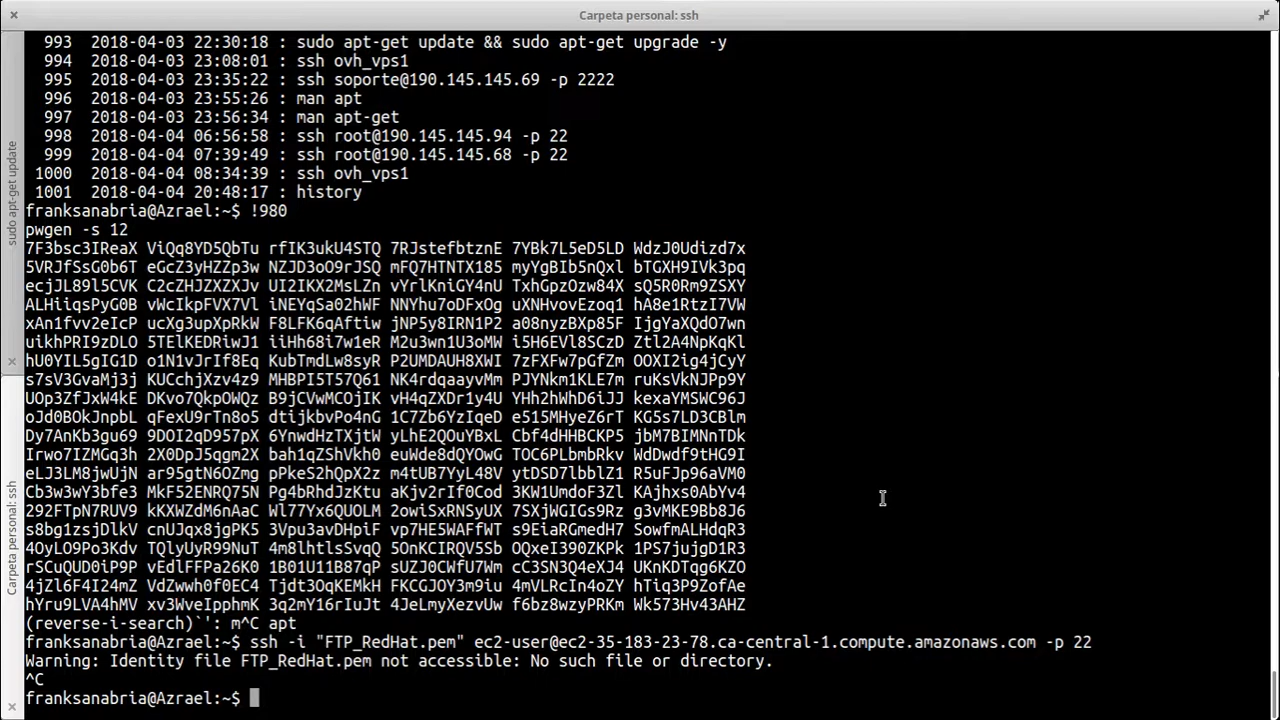 Carpeta personal: ssh
sudo apt-get update
Carpeta personal: ssh
993 2018-04-03 22:30:18 : sudo apt-get update && sudo apt-get upgrade -y
994 2018-04-03 23:08:01 : ssh ovh_vps1
995 2018-04-03 23:35:22 : ssh soporte@190.145.145.69 -p 2222
996 2018-04-03 23:55:26 : man apt
997 2018-04-03 23:56:34 : man apt-get
998 2018-04-04 06:56:58 : ssh root@190.145.145.94 -p 22
999 2018-04-04 07:39:49 : ssh root@190.145.145.68 -p 22
1000 2018-04-04 08:34:39 : ssh ovh_vps1
1001 2018-04-04 20:48:17 : history
franksanabria@Azrael:~$ !980
pwgen -s 12
7F3bsc3IReaX ViQq8YD5QbTu rfIK3ukU4STQ 7RJstefbtznE 7YBk7L5eD5LD WdzJ0Udizd7x
5VRJfSsG0b6T eGcZ3yHZZp3w NZJD3oO9rJSQ mFQ7HTNTX185 myYgBIb5nQxl bTGXH9IVk3pq
ecjJL89l5CVK C2cZHJZXZXJv UI2IKX2MsLZn vYrlKniGY4nU TxhGpzOzw84X sQ5R0Rm9ZSXY
ALHiiqsPyG0B vWcIkpFVX7Vl iNEYqSa02hWF NNYhu7oDFxOg uXNHvovEzoq1 hA8e1RtzI7VW
xAn1fvv2eIcP ucXg3upXpRkW F8LFK6qAftiw jNP5y8IRN1P2 a08nyzBXp85F IJgYaXQdO7wn
uikhPRI9zDLO 5TElKEDRiwJ1 iiHh68i7w1eR M2u3wn1U3oMW i5H6EVl8SCzD Ztl2A4NpKqKl
hU0YIL5gIG1D o1N1vJrIf8Eq KubTmdLw8syR P2UMDAUH8XWI 7zFXFw7pGfZm OOXI2ig4jCyY
s7sV3GvaMj3j KUCchjXzv4z9 MHBPI5T57Q61 NK4rdqaayvMm PJYNkm1KLE7m ruKsVkNJPp9Y
UOp3ZfJxW4kE DKvo7QkpOWQz B9jCVwMCOjIK vH4qZXDr1y4U YHh2hWhD6iJJ kexaYMSWC96J
oJd0BOkJnpbL qFexU9rTn8o5 dtijkbvPo4nG 1C7Zb6YzIqeD e515MHyeZ6rT KG5s7LD3CBlm
Dy7AnKb3gu69 9DOI2qD957pX 6YnwdHzTXjtW yLhE2QOuYBxL Cbf4dHHBCKP5 jbM7BIMNnTDk
Irwo7IZMGq3h 2X0DpJ5qgm2X bah1qZShVkh0 euWde8dQYOwG TOC6PLbmbRkv WdDwdf9tHG9I
eLJ3LM8jwUjN ar95gtN6OZmg pPkeS2hQpX2z m4tUB7YyL48V ytDSD7lbblZ1 R5uFJp96aVM0
Cb3w3wY3bfe3 MkF52ENRQ75N Pg4bRhdJzKtu aKjv2rIf0Cod 3KW1UmdoF3Zl KAjhxs0AbYv4
292FTpN7RUV9 kKXWZdM6nAaC Wl77Yx6QUOLM 2owiSxRNSyUX 7SXjWGIGs9Rz g3vMKE9Bb8J6
s8bg1zsjDlkV cnUJqx8jgPK5 3Vpu3avDHpiF vp7HE5WAFfWT s9EiaRGmedH7 SowfmALHdqR3
4OyLO9Po3Kdv TQlyUyR99NuT 4m8lhtlsSvqQ 5OnKCIRQV5Sb OQxeI390ZKPk 1PS7jujgD1R3
rSCuQUD0iP9P vEdlFFPa26K0 1B01U11B87qP sUZJ0CWfU7Wm cC3SN3Q4eXJ4 UKnKDTqg6KZO
4jZl6F4I24mZ VdZwwh0f0EC4 Tjdt3OqKEMkH FKCGJOY3m9iu 4mVLRcIn4oZY hTiq3P9ZofAe
hYru9LVA4hMV xv3WveIpphmK 3q2mY16rIuJt 4JeLmyXezvUw f6bz8wzyPRKm Wk573Hv43AHZ
(reverse-i-search)`': m^C apt
franksanabria@Azrael:~$ ssh -i "FTP_RedHat.pem" ec2-user@ec2-35-183-23-78.ca-central-1.compute.amazonaws.com -p 22
Warning: Identity file FTP_RedHat.pem not accessible: No such file or directory.
^C
franksanabria@Azrael:~$